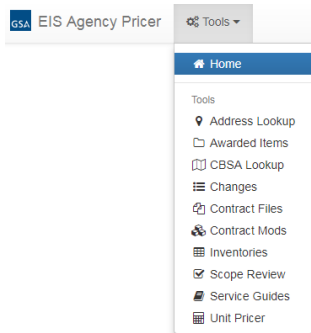 GSA EIS Agency Pricer Tools
Home
Tools
Address Lookup
Awarded Items
CBSA Lookup
Changes
Contract Files
Contract Mods
Inventories
Scope Review
Service Guides
Unit Pricer